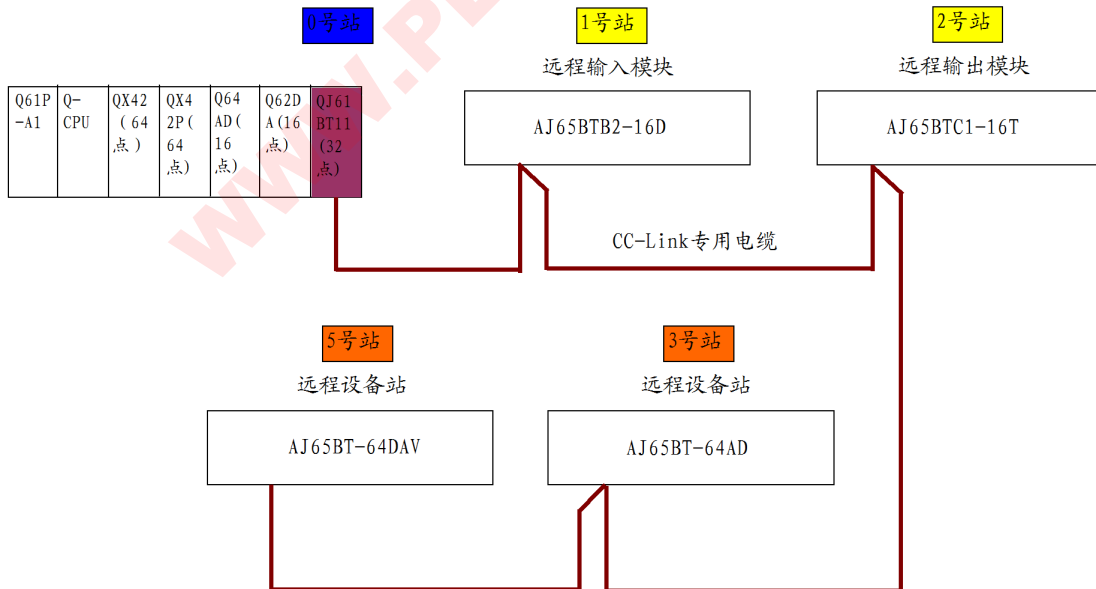 0号站
1号站
2号站
远程输入模块
远程输出模块
Q61P
-A1
Q-
CPU
QX42
(64
点)
QX4
2P(
64
点)
Q64
AD(
16
点)
Q62D
A(16
点)
QJ61
BT11
(32
点)
AJ65BTB2-16D
AJ65BTC1-16T
CC-Link专用电缆
5号站
3号站
远程设备站
远程设备站
AJ65BT-64DAV
AJ65BT-64AD